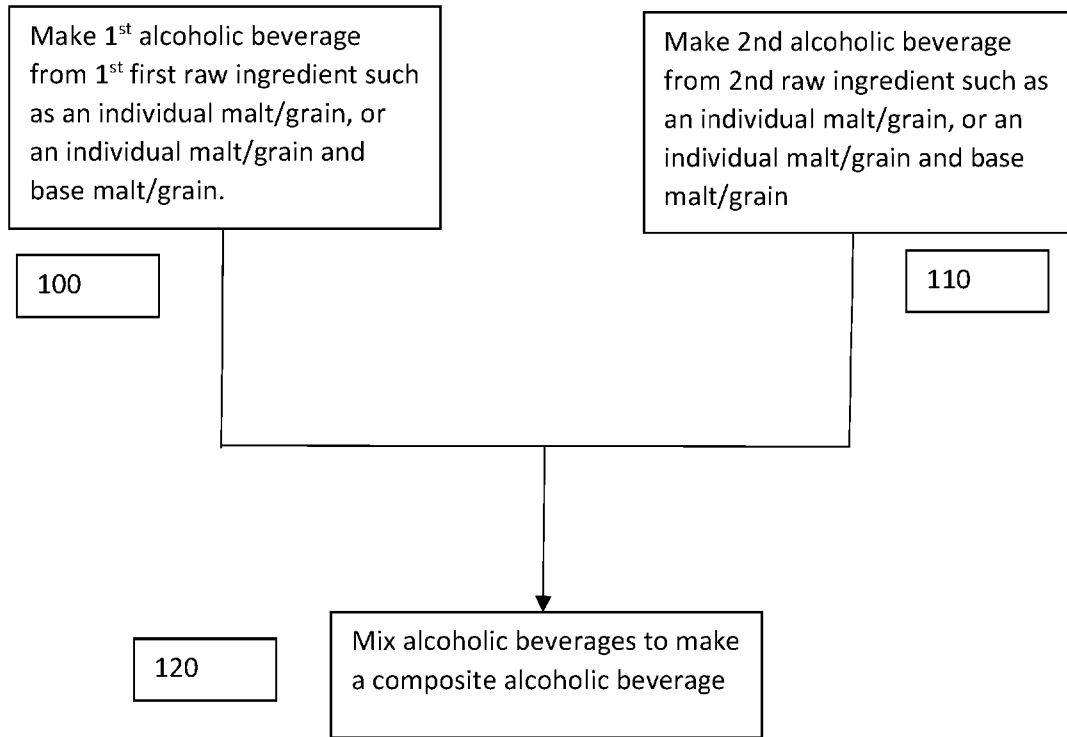 Make 1st alcoholic beverage
from 1st first raw ingredient such
as an individual malt/grain, or
an individual malt/grain and
base malt/grain.
100
Make 2nd alcoholic beverage
from 2nd raw ingredient such as
an individual malt/grain, or an
individual malt/grain and base
malt/grain
110
120
Mix alcoholic beverages to make
a composite alcoholic beverage